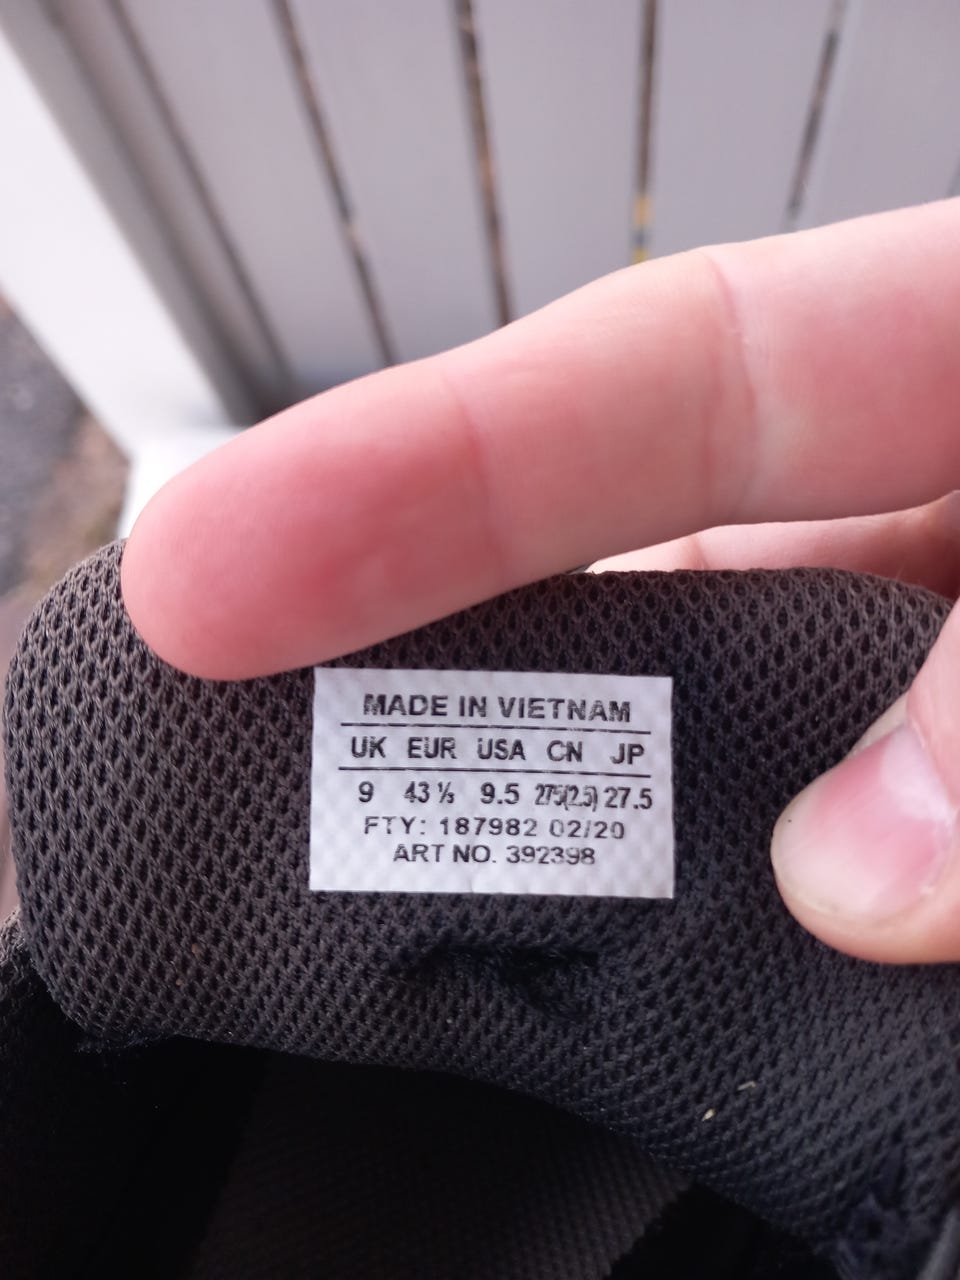 MADE IN VIETNAM
UK EUR USA CN JP
9 43 ⅓ 9.5 275(2.5) 27.5
FTY: 187982 02/20
ART NO. 392398